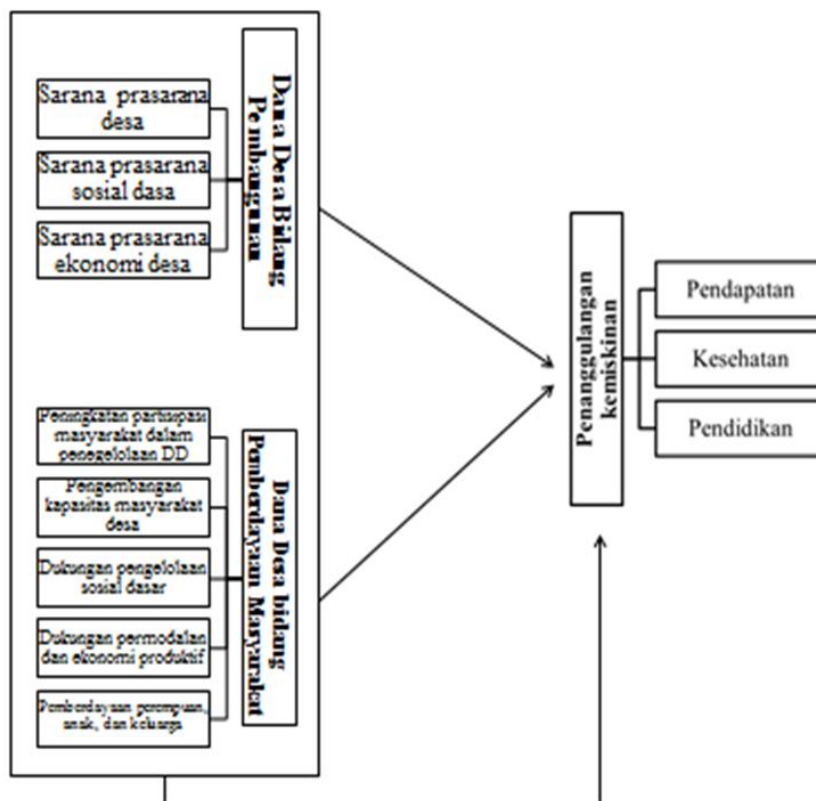 Sarana prasarana
desa
Sarana prasarana
sosial dasa
Sarana prasarana
ekonomi desa
Dana Desa Bidang
Pembangunan
Peningkatan partisipasi
masyarakat dalam
penegelolaan DD
Pengembangan
kapasitas masyarakat
desa
Dukungan pengelolaan
sosial dasar
Dukungan permodalan
dan ekonomi produktif
Pemberdayaan perempuan,
anak, dan keluarga
Dana Desa bidang
Pemberdayaan Masyarakat
Penanggulangan
kemiskinan
Pendapatan
Kesehatan
Pendidikan